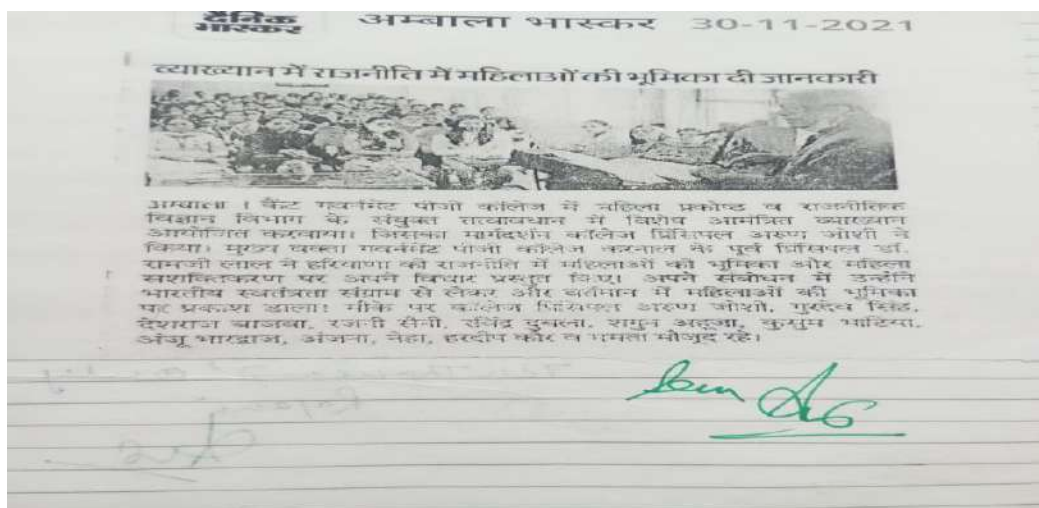 दैनिक भास्कर
अम्बाला भास्कर 30-11-2021
व्याख्यान में राजनीति में महिलाओं की भूमिका दी जानकारी
अम्बाला । कैंट गवर्नमेंट पीजी कॉलेज में महिला प्रकोष्ठ व राजनीतिक
विज्ञान विभाग के संयुक्त तत्वावधान में विशेष आमंत्रित व्याख्यान
आयोजित करवाया। जिसका मार्गदर्शन कॉलेज प्रिंसिपल अरुण जोशी ने
किया। मुख्य वक्ता गवर्नमेंट पीजी कॉलेज करनाल के पूर्व प्रिंसिपल डॉ.
रामजी लाल ने हरियाणा की राजनीति में महिलाओं की भूमिका और महिला
सशक्तिकरण पर अपने विचार प्रस्तुत किए। अपने संबोधन में उन्होंने
भारतीय स्वतंत्रता संग्राम से लेकर और वर्तमान में महिलाओं की भूमिका
पर प्रकाश डाला। मौके पर कॉलेज प्रिंसिपल अरुण जोशी, गुरदेव सिंह,
देशराज बाजवा, रजनी सैनी, रविंद्र, शगुन आहूजा, कुसुम भाटिया,
अंजू भारद्वाज, अंजना, नेहा, हरदीप कौर व ममता मौजूद रहे।